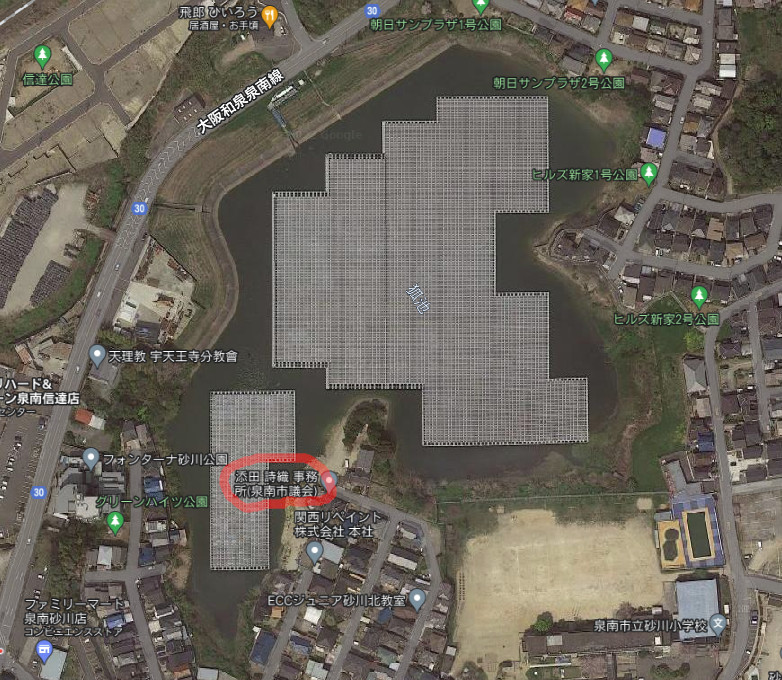 飛郎 ひいろう
居酒屋・お手頃
30
朝日サンプラザ1号公園
信達公園
大阪和泉泉南線
朝日サンプラザ2号公園
Google
ヒルズ新家1号公園
30
狐池
ヒルズ新家2号公園
天理教 宇天王寺分教會
リハード&
ーン泉南信達店
センター
フォンターナ砂川公園
添田 詩織 事務
所(泉南市議会)
30
グリーンハイツ公園
関西リペイント
株式会社 本社
ECCジュニア砂川北教室
ファミリーマート
泉南砂川店
コンビニエンスストア
泉南市立砂川小学校
文